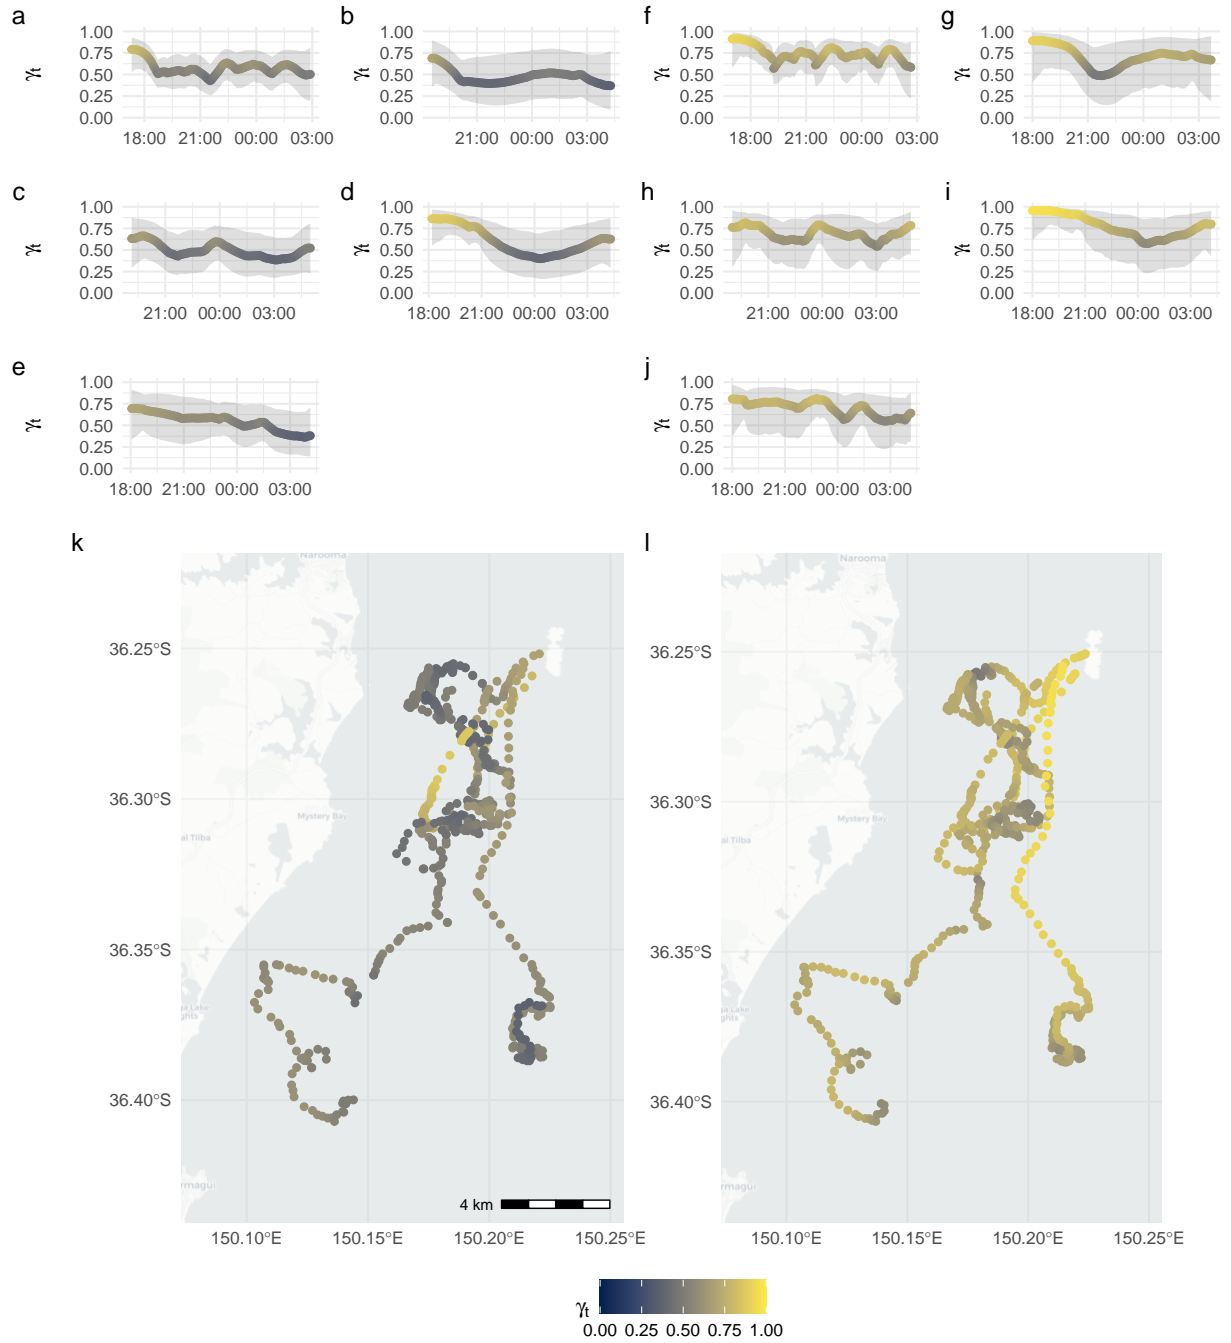 a b f g
1.00 1.00 1.00 1.00
0.75 0.75 0.75 0.75
γt 0.50 γt 0.50 γt 0.50 γt 0.50
0.25 0.25 0.25 0.25
0.00 0.00 0.00 0.00
18:00 21:00 00:00 03:00 21:00 00:00 03:00 18:00 21:00 00:00 03:00 18:00 21:00 00:00 03:00
c d h i
1.00 1.00 1.00 1.00
0.75 0.75 0.75 0.75
γt 0.50 γt 0.50 γt 0.50 γt 0.50
0.25 0.25 0.25 0.25
0.00 0.00 0.00 0.00
21:00 00:00 03:00 18:00 21:00 00:00 03:00 21:00 00:00 03:00 18:00 21:00 00:00 03:00
e j
1.00 1.00
0.75 0.75
γt 0.50 γt 0.50
0.25 0.25
0.00 0.00
18:00 21:00 00:00 03:00 18:00 21:00 00:00 03:00
k l
Narooma Narooma
36.25°S 36.25°S
36.30°S 36.30°S
Mystery Bay Mystery Bay
al Tilba al Tilba
36.35°S 36.35°S
ga Lake ga Lake
ghts ghts
36.40°S 36.40°S
rmagui rmagui
4 km
150.10°E 150.15°E 150.20°E 150.25°E 150.10°E 150.15°E 150.20°E 150.25°E
γt
0.00 0.25 0.50 0.75 1.00